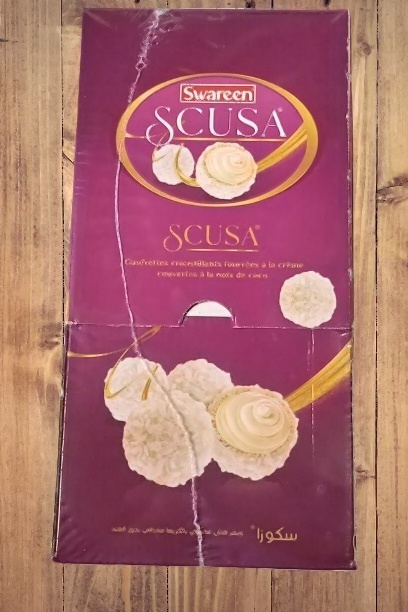 Swareen
SCUSA®
SCUSA®
Gaufrettes croustillants fourrées à la crème
couvertes à la noix de coco
سكوزا®